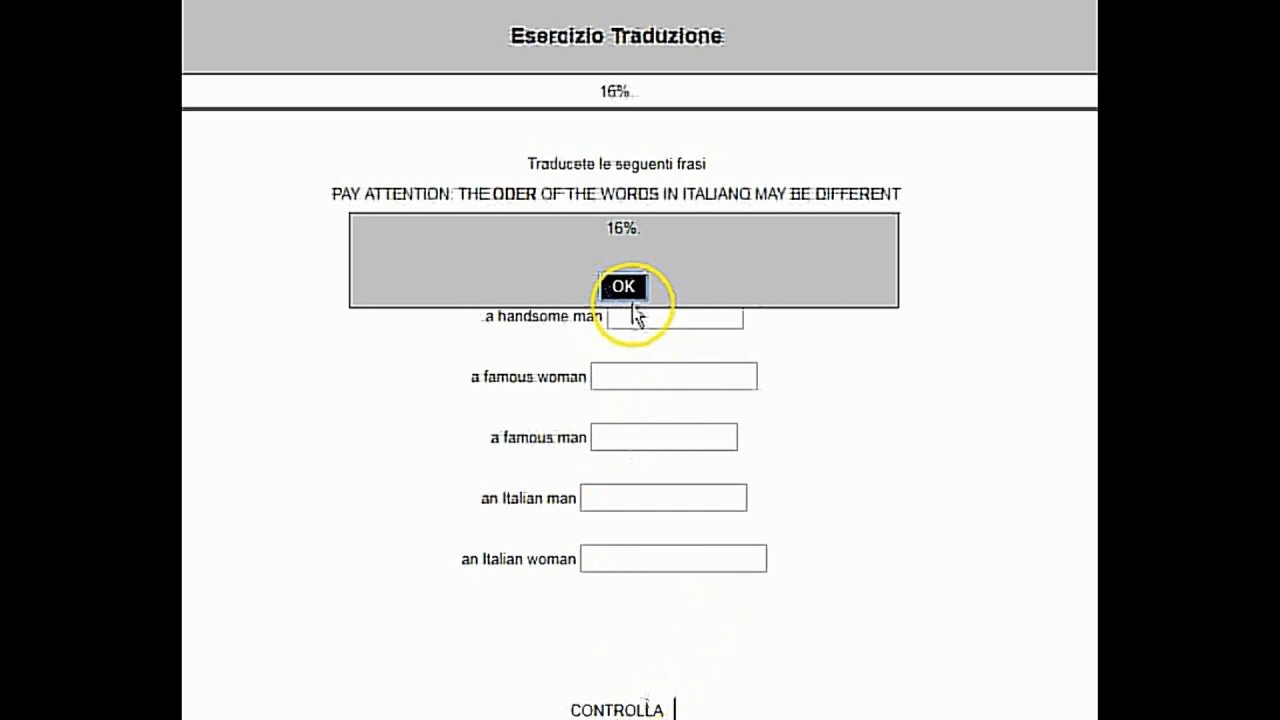 Esercizio Traduzione
16%.
Traducete le seguenti frasi
PAY ATTENTION: THE ODER OF THE WORDS IN ITALIANO MAY BE DIFFERENT
16%.
OK
a handsome man
a famous woman
a famous man
an Italian man
an Italian woman
CONTROLLA